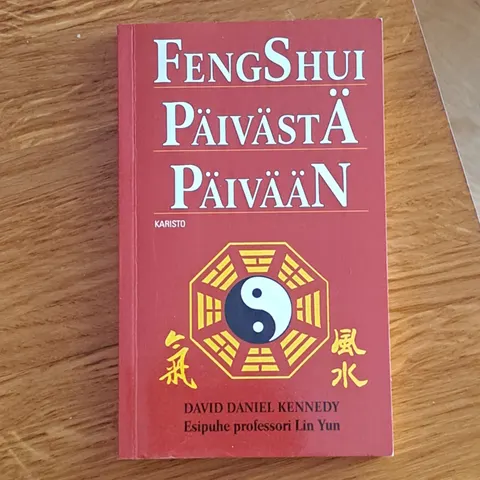 FENGSHUI
PÄIVÄSTÄ
PÄIVÄÄN
KARISTO
氣
風
水
DAVID DANIEL KENNEDY
Esipuhe professori Lin Yun